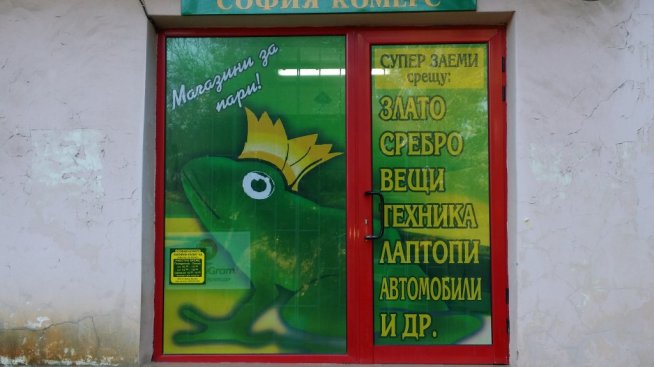 СОФИЯ КОМЕРС
Магазини за
пари!
СУПЕР ЗАЕМИ
срещу:
ЗЛАТО
СРЕБРО
ВЕЩИ
ТЕХНИКА
ЛАПТОПИ
АВТОМОБИЛИ
И ДР.